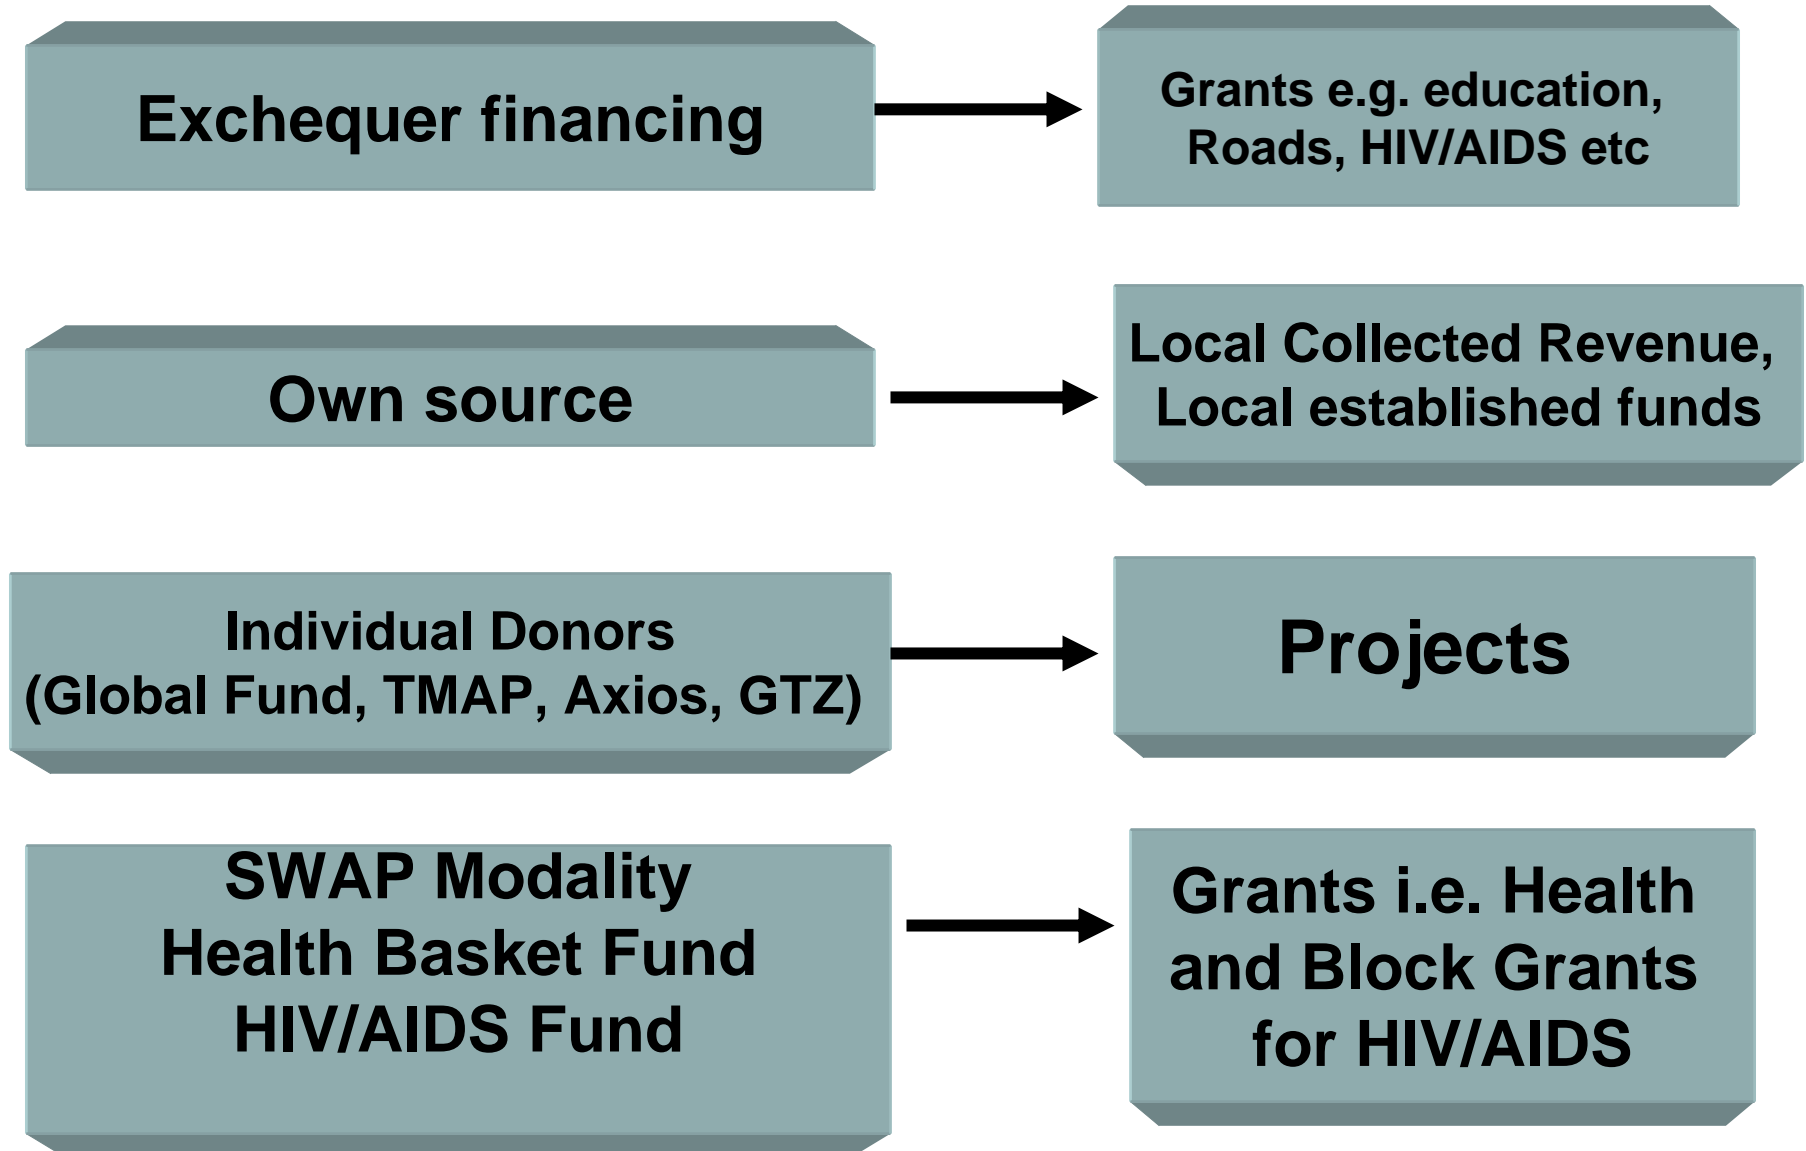 Exchequer financing
Grants e.g. education,
Roads, HIV/AIDS etc
Own source
Local Collected Revenue,
Local established funds
Individual Donors
(Global Fund, TMAP, Axios, GTZ)
Projects
SWAP Modality
Health Basket Fund
HIV/AIDS Fund
Grants i.e. Health
and Block Grants
for HIV/AIDS